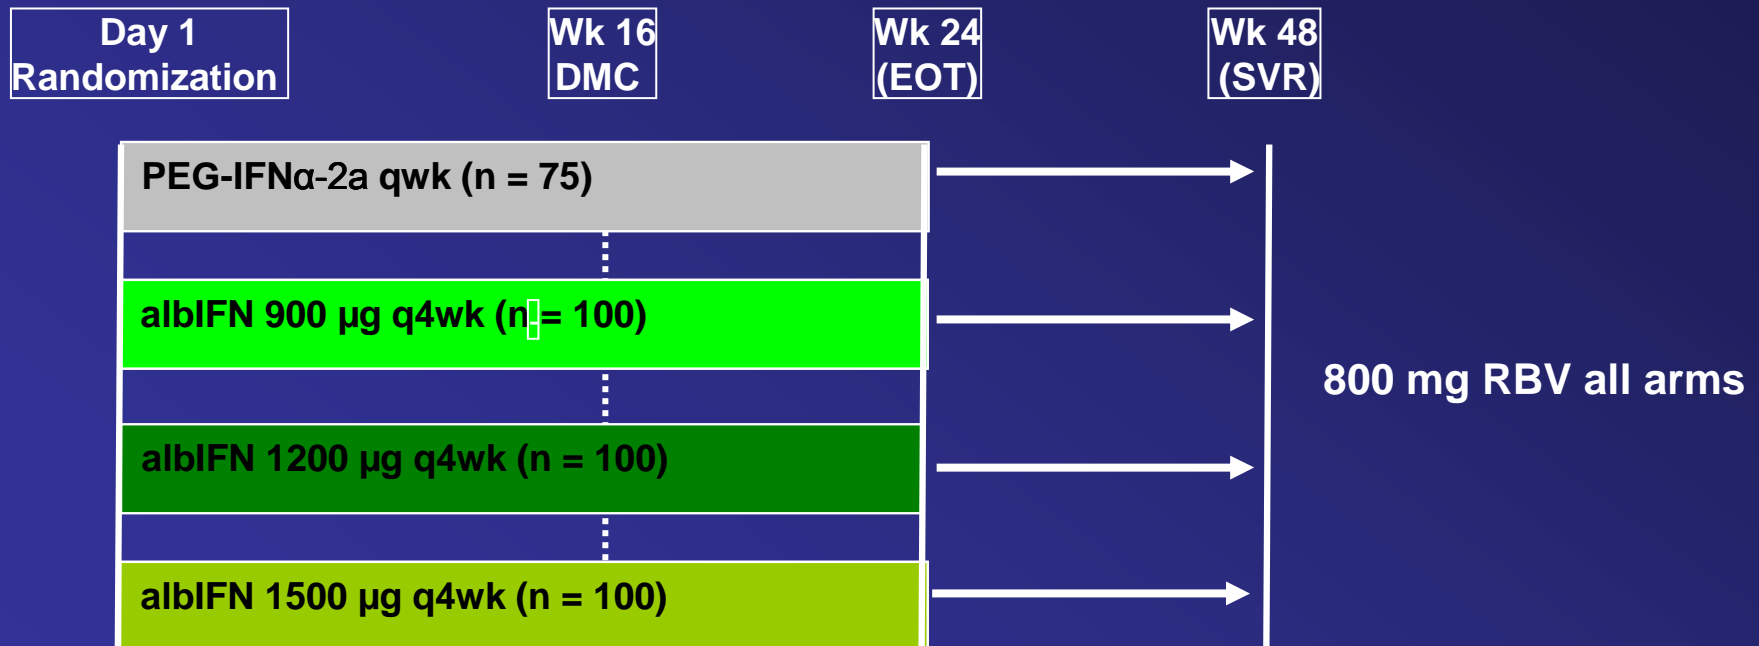 Day 1
Randomization
Wk 16
DMC
Wk 24
(EOT)
Wk 48
(SVR)
PEG-IFNα-2a qwk (n = 75)
albIFN 900 µg q4wk (n = 100)
800 mg RBV all arms
albIFN 1200 µg q4wk (n = 100)
albIFN 1500 µg q4wk (n = 100)